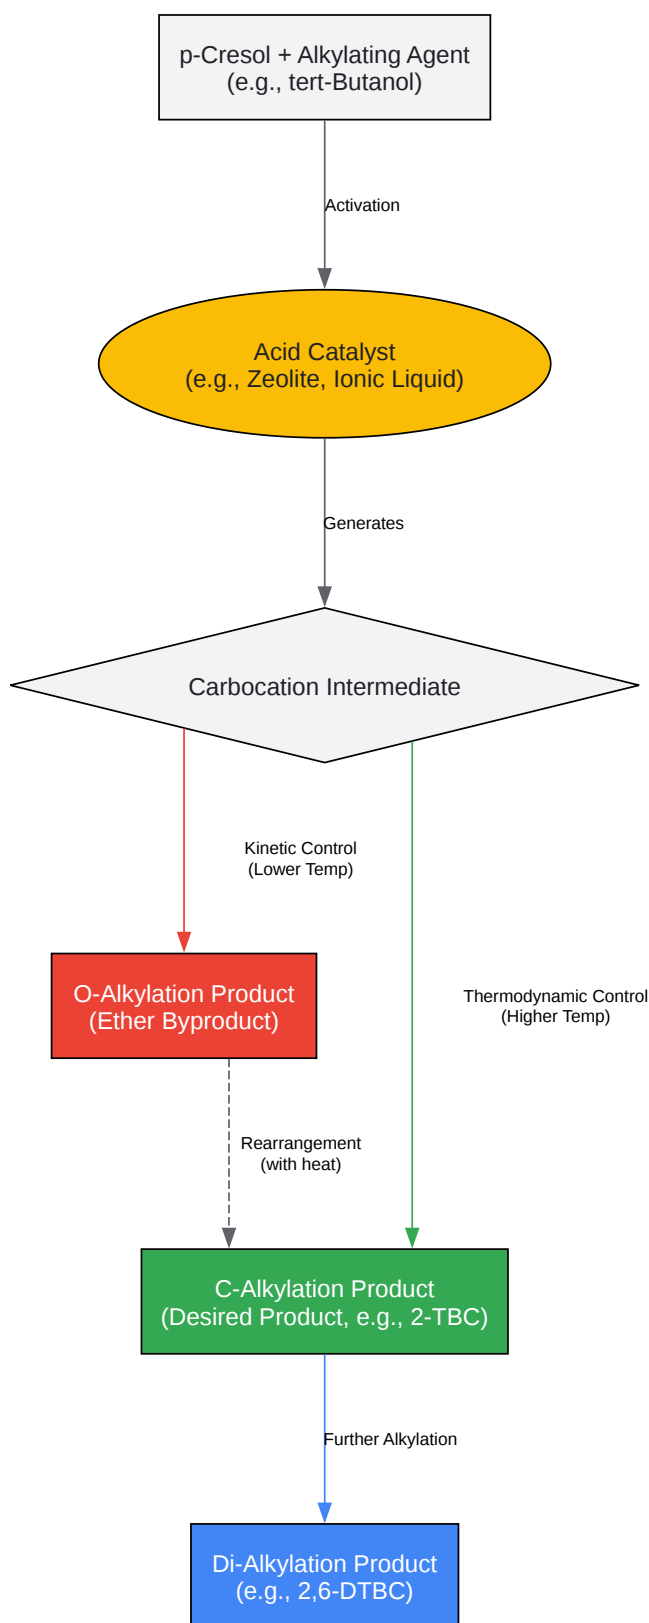 p-Cresol + Alkylating Agent
(e.g., tert-Butanol)
Activation
Acid Catalyst
(e.g., Zeolite, Ionic Liquid)
Generates
Carbocation Intermediate
Kinetic Control
(Lower Temp)
O-Alkylation Product
(Ether Byproduct)
Thermodynamic Control
(Higher Temp)
Rearrangement
(with heat)
C-Alkylation Product
(Desired Product, e.g., 2-TBC)
Further Alkylation
Di-Alkylation Product
(e.g., 2,6-DTBC)